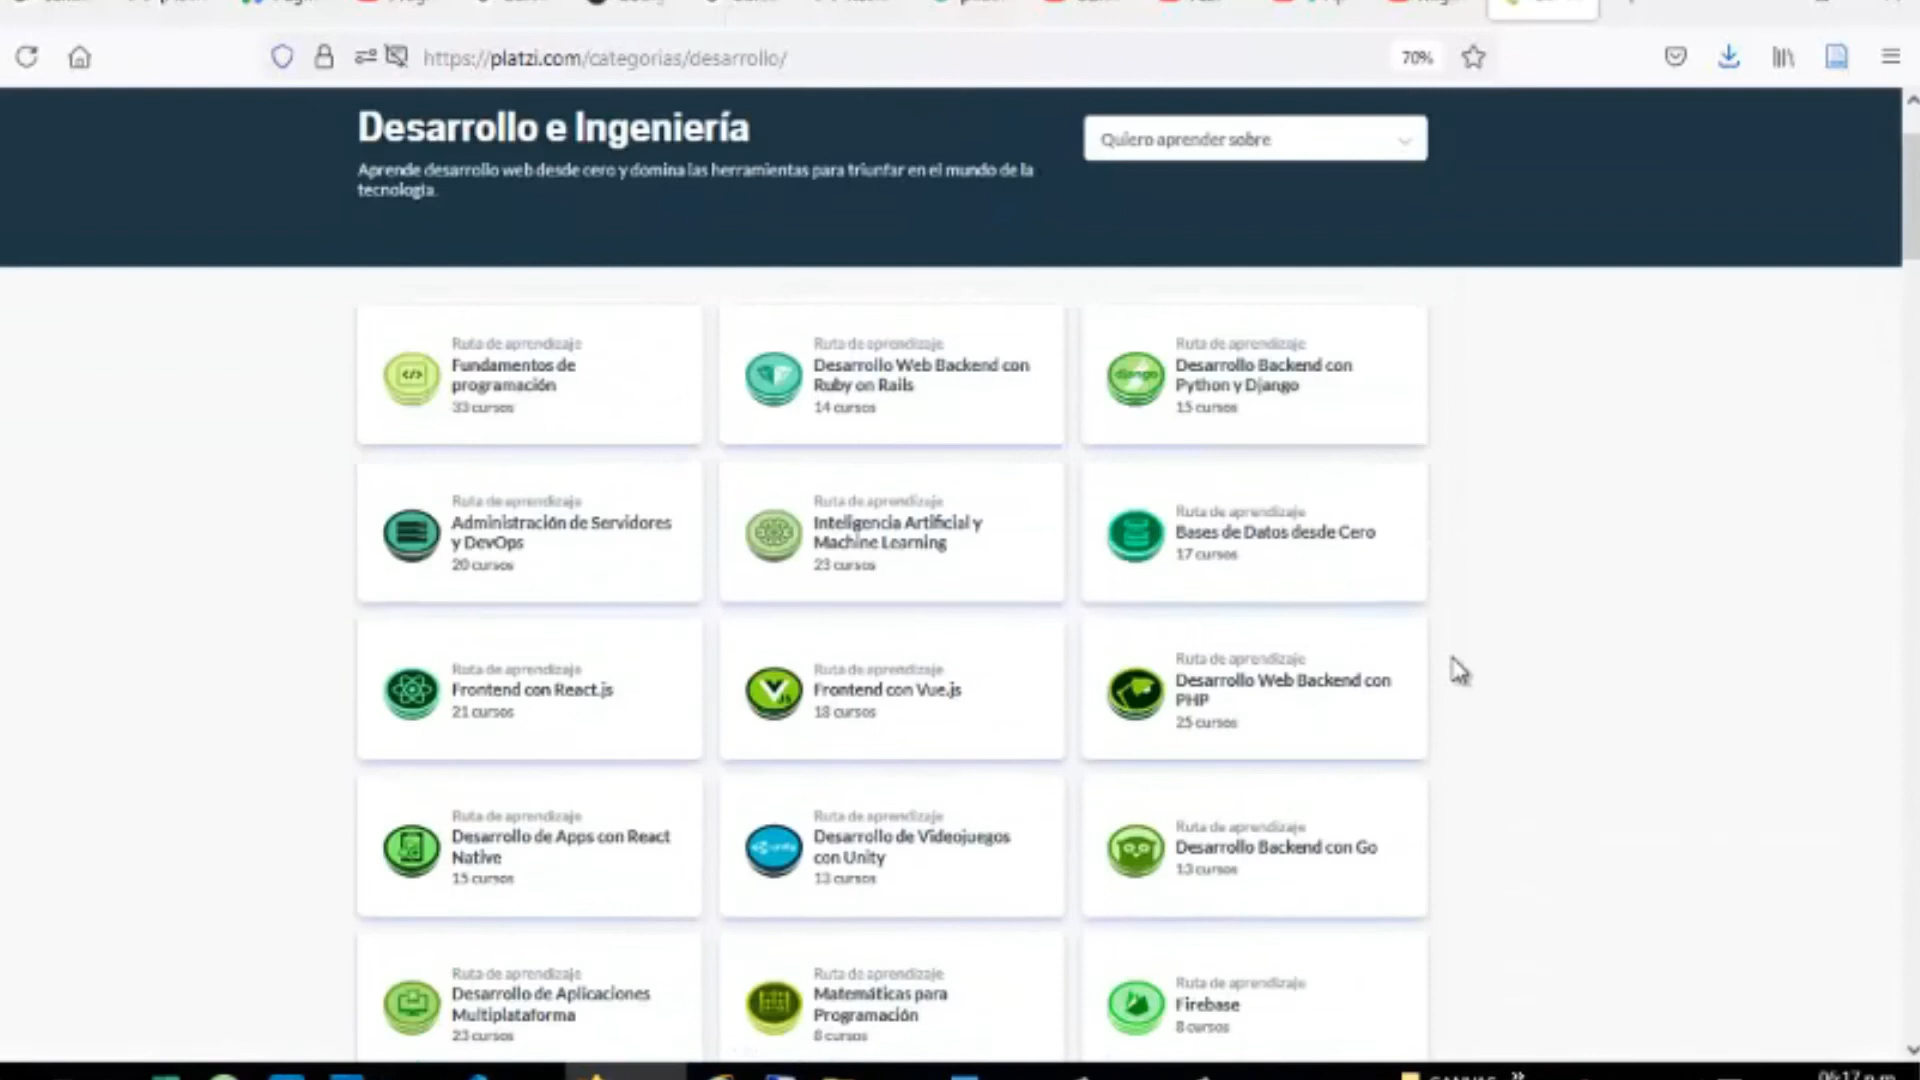 https://platzi.com/categorias/desarrollo/
70%
Desarrollo e Ingeniería
Quiero aprender sobre
Aprende desarrollo web desde cero y domina las herramientas para triunfar en el mundo de la
tecnología.
Ruta de aprendizaje
Fundamentos de
programación
33 cursos
Ruta de aprendizaje
Desarrollo Web Backend con
Ruby on Rails
14 cursos
Ruta de aprendizaje
Desarrollo Backend con
Python y Django
15 cursos
django
Ruta de aprendizaje
Administración de Servidores
y DevOps
20 cursos
Ruta de aprendizaje
Inteligencia Artificial y
Machine Learning
23 cursos
Ruta de aprendizaje
Bases de Datos desde Cero
17 cursos
Ruta de aprendizaje
Frontend con React.js
21 cursos
Ruta de aprendizaje
Frontend con Vue.js
18 cursos
Ruta de aprendizaje
Desarrollo Web Backend con
PHP
25 cursos
Ruta de aprendizaje
Desarrollo de Apps con React
Native
15 cursos
Ruta de aprendizaje
Desarrollo de Videojuegos
con Unity
13 cursos
unity
Ruta de aprendizaje
Desarrollo Backend con Go
13 cursos
Ruta de aprendizaje
Desarrollo de Aplicaciones
Multiplataforma
23 cursos
Ruta de aprendizaje
Matemáticas para
Programación
8 cursos
Ruta de aprendizaje
Firebase
8 cursos
06:17 p.m.